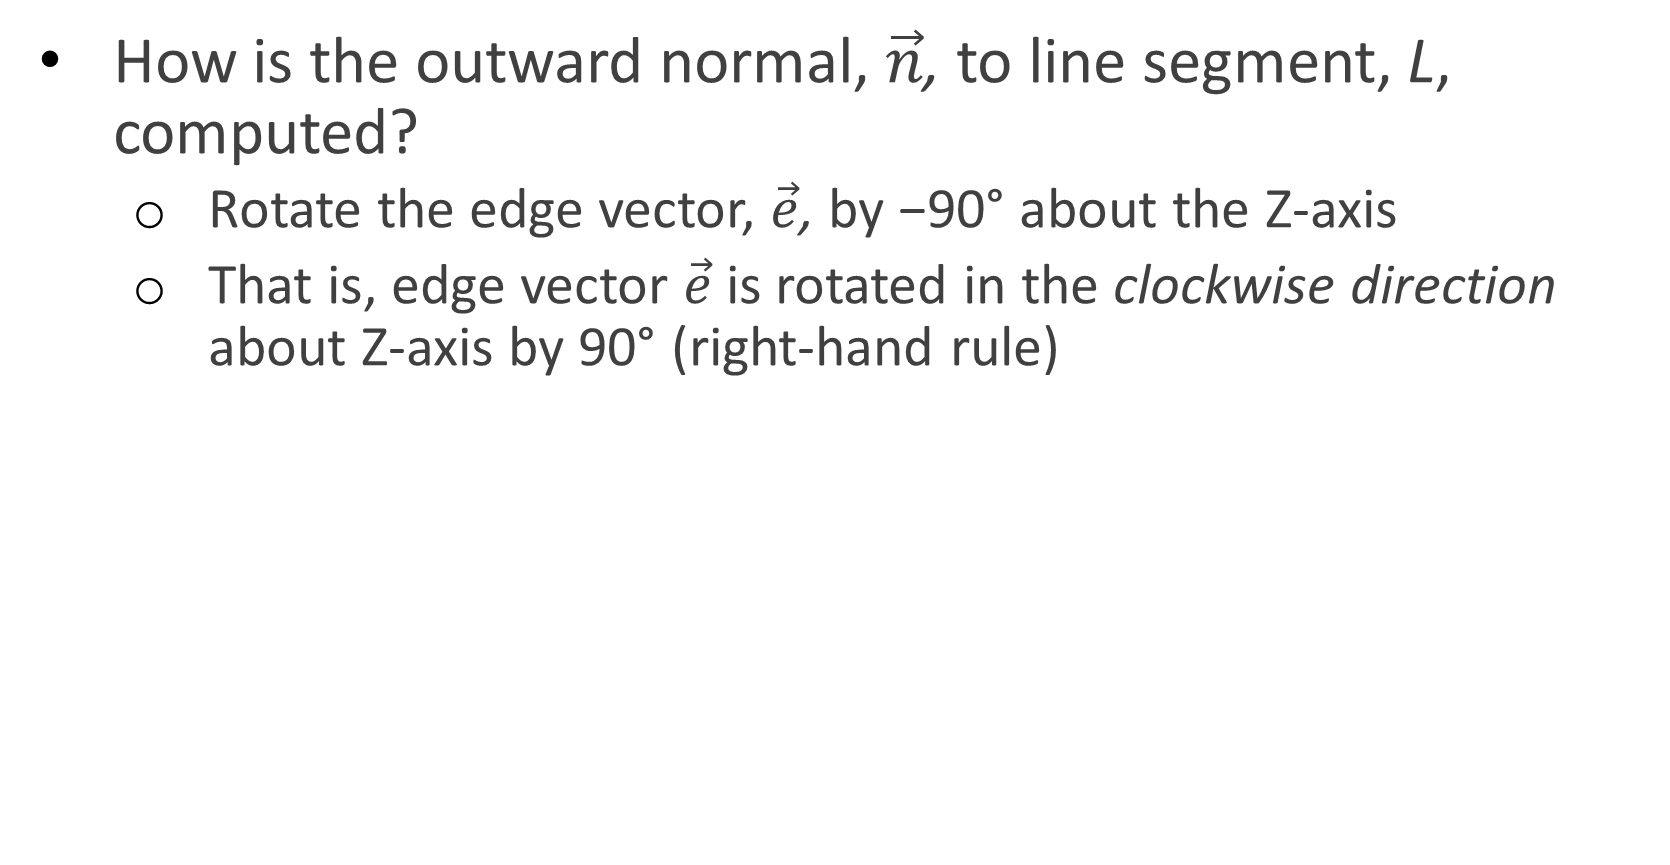 • How is the outward normal, n⃗, to line segment, L,
computed?
o Rotate the edge vector, e⃗, by −90° about the Z-axis
o That is, edge vector e⃗ is rotated in the clockwise direction
about Z-axis by 90° (right-hand rule)